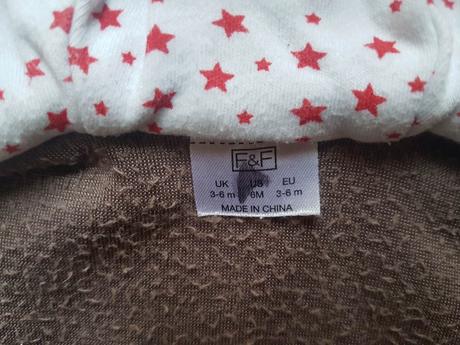 F&F
UK US EU
3-6 m 6M 3-6 m
MADE IN CHINA